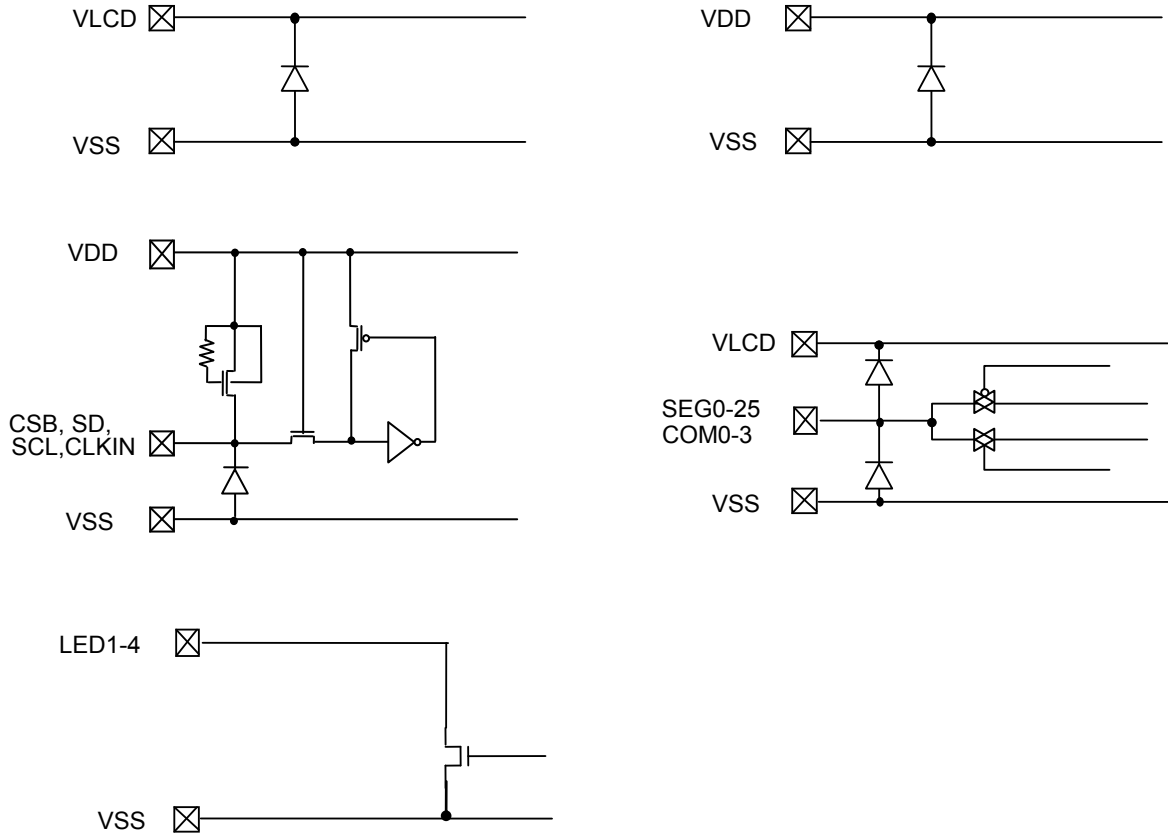 VLCD
VSS
VDD
VSS
VDD
CSB, SD,
SCL,CLKIN
VSS
VLCD
SEG0-25
COM0-3
VSS
LED1-4
VSS